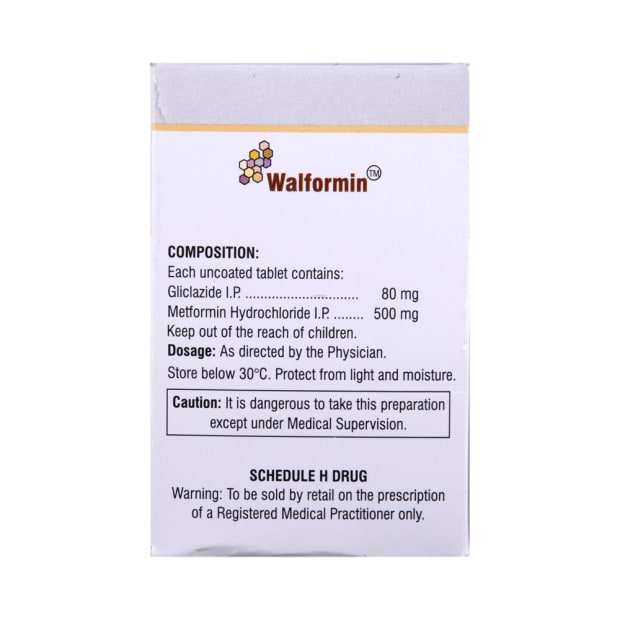 Walformin™
COMPOSITION:
Each uncoated tablet contains:
Gliclazide I.P. ................................ 80 mg
Metformin Hydrochloride I.P. ........ 500 mg
Keep out of the reach of children.
Dosage: As directed by the Physician.
Store below 30°C. Protect from light and moisture.
Caution: It is dangerous to take this preparation
except under Medical Supervision.
SCHEDULE H DRUG
Warning: To be sold by retail on the prescription
of a Registered Medical Practitioner only.